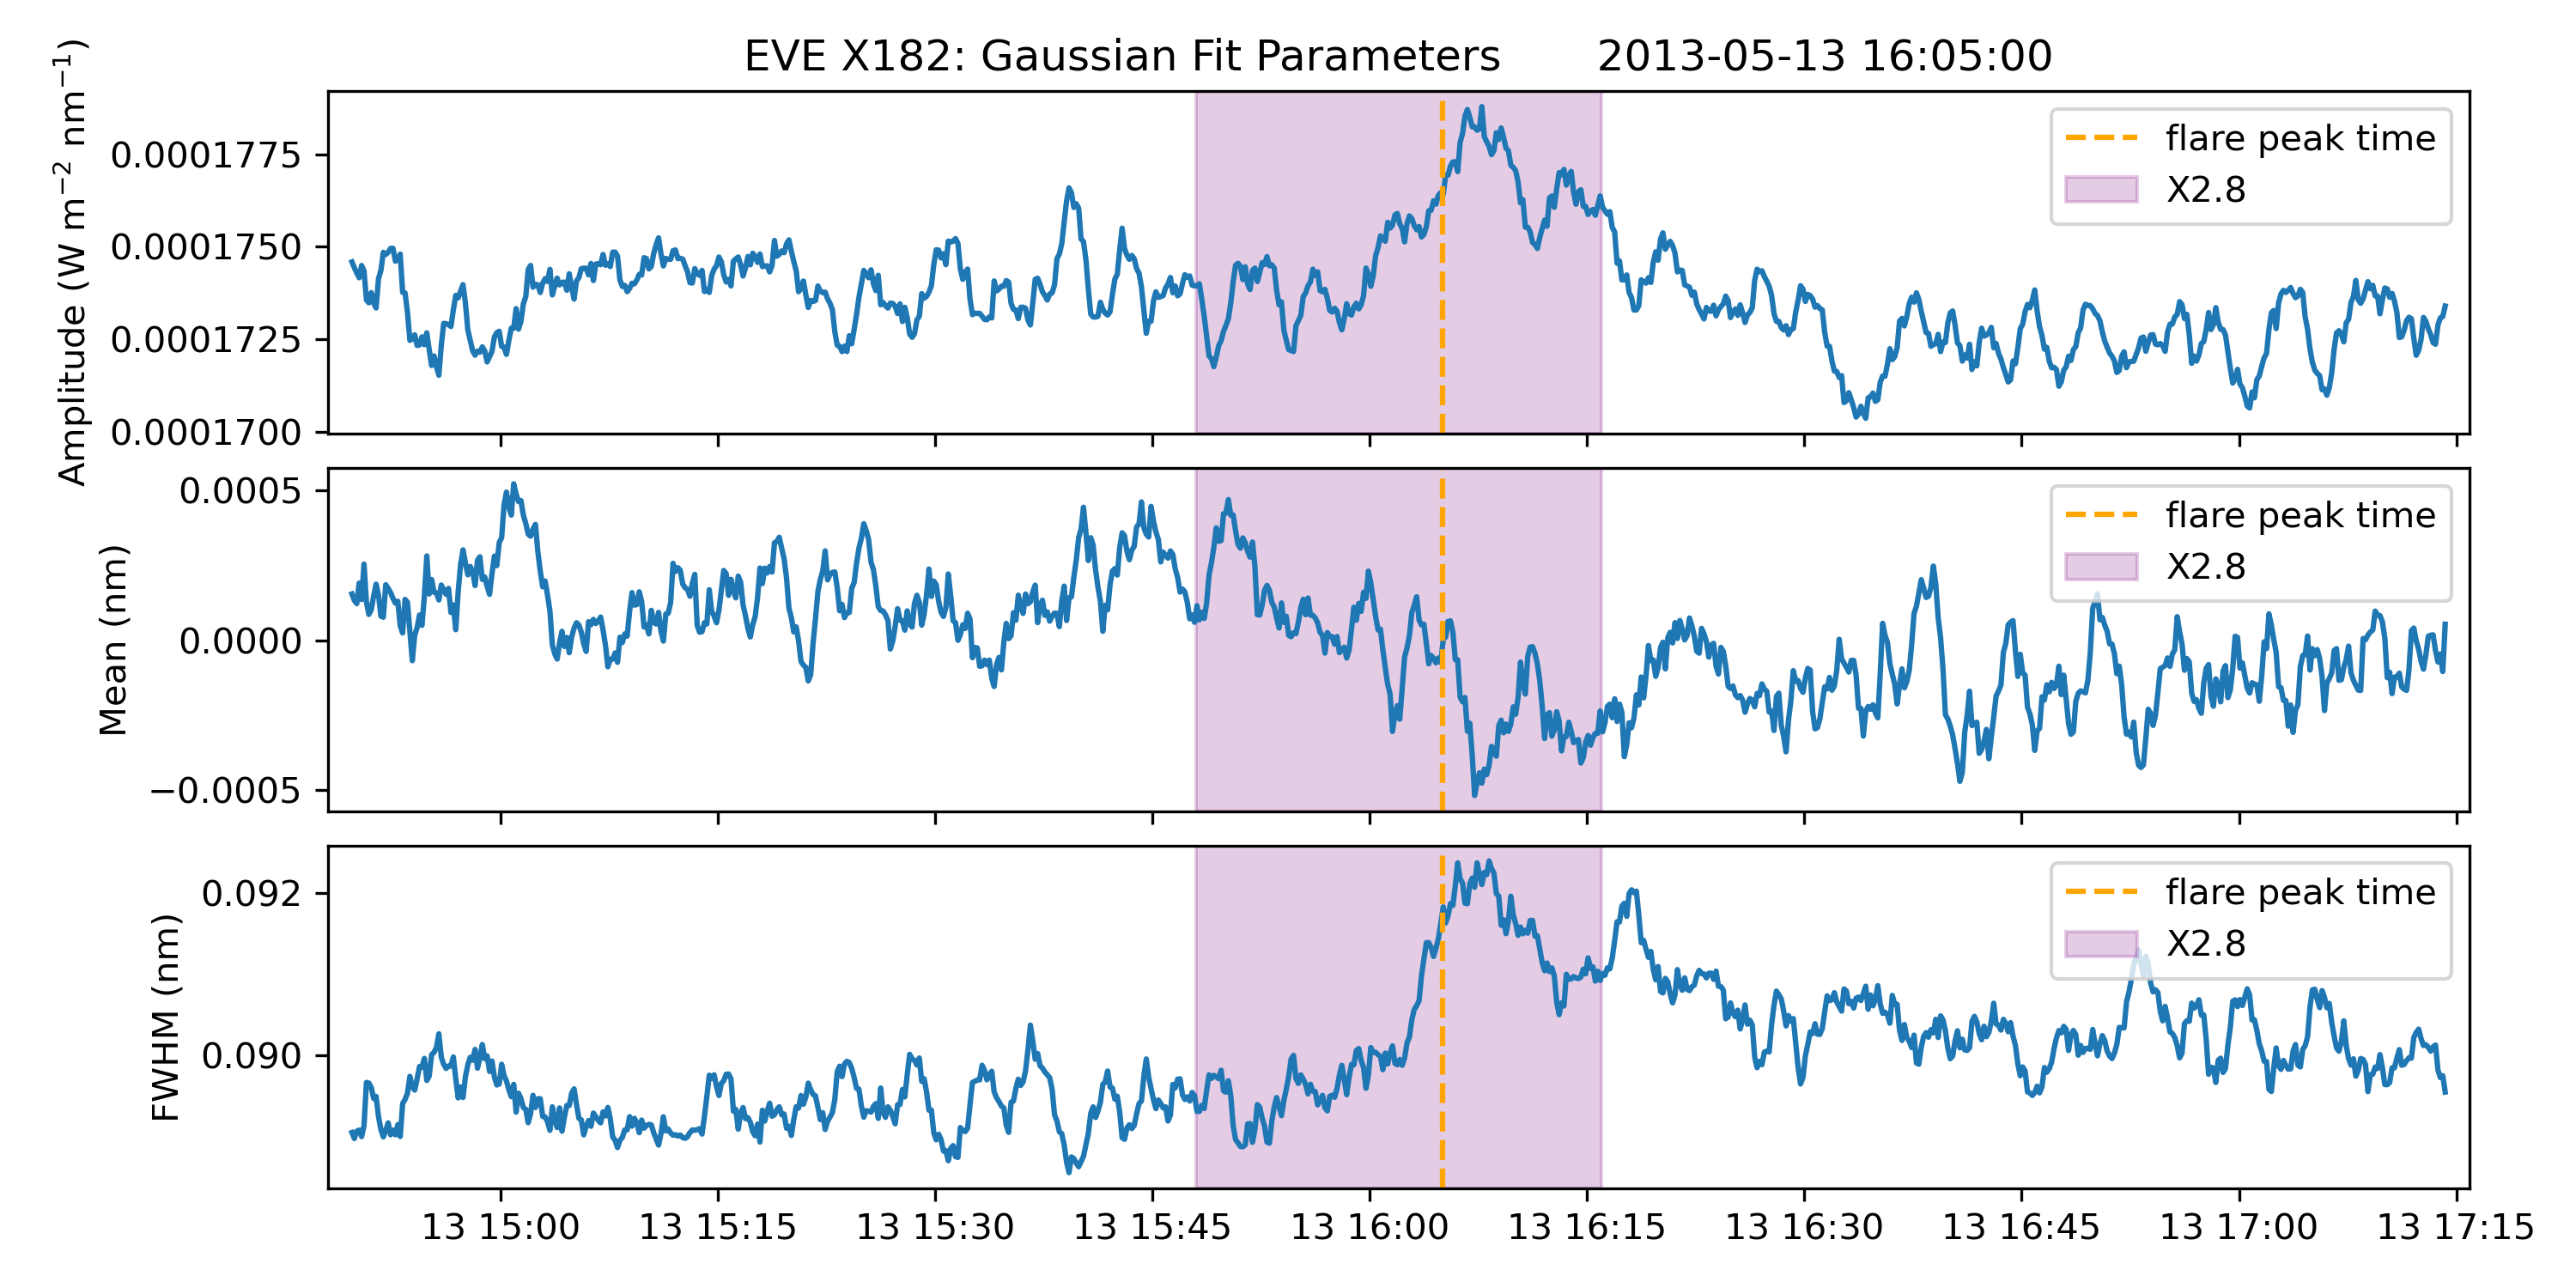 EVE X182: Gaussian Fit Parameters 2013-05-13 16:05:00
Amplitude (W m⁻² nm⁻¹)
0.0001775
0.0001750
0.0001725
0.0001700
flare peak time
X2.8
Mean (nm)
0.0005
0.0000
−0.0005
flare peak time
X2.8
FWHM (nm)
0.092
0.090
flare peak time
X2.8
13 15:00 13 15:15 13 15:30 13 15:45 13 16:00 13 16:15 13 16:30 13 16:45 13 17:00 13 17:15